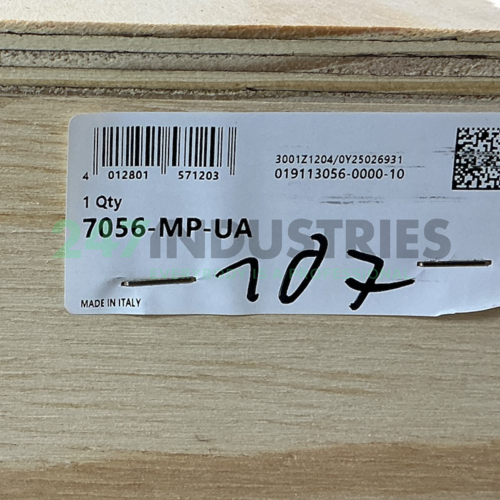 4 012801 571203
3001Z1204/0Y25026931
019113056-0000-10
1 Qty
7056-MP-UA
247 INDUSTRIES
107
MADE IN ITALY